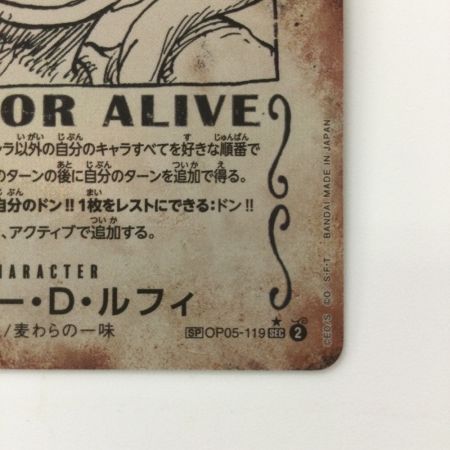 OR ALIVE
ャラ以外の自分のキャラすべてを好きな順番で
のターンの後に自分のターンを追加で得る。
自分のドン!!1枚をレストにできる:ドン!!
、アクティブで追加する。
HARACTER
ー・D・ルフィ
/麦わらの一味
SP OP05-119 SEC 2
©EO/S ©O S・F・T BANDAI MADE IN JAPAN